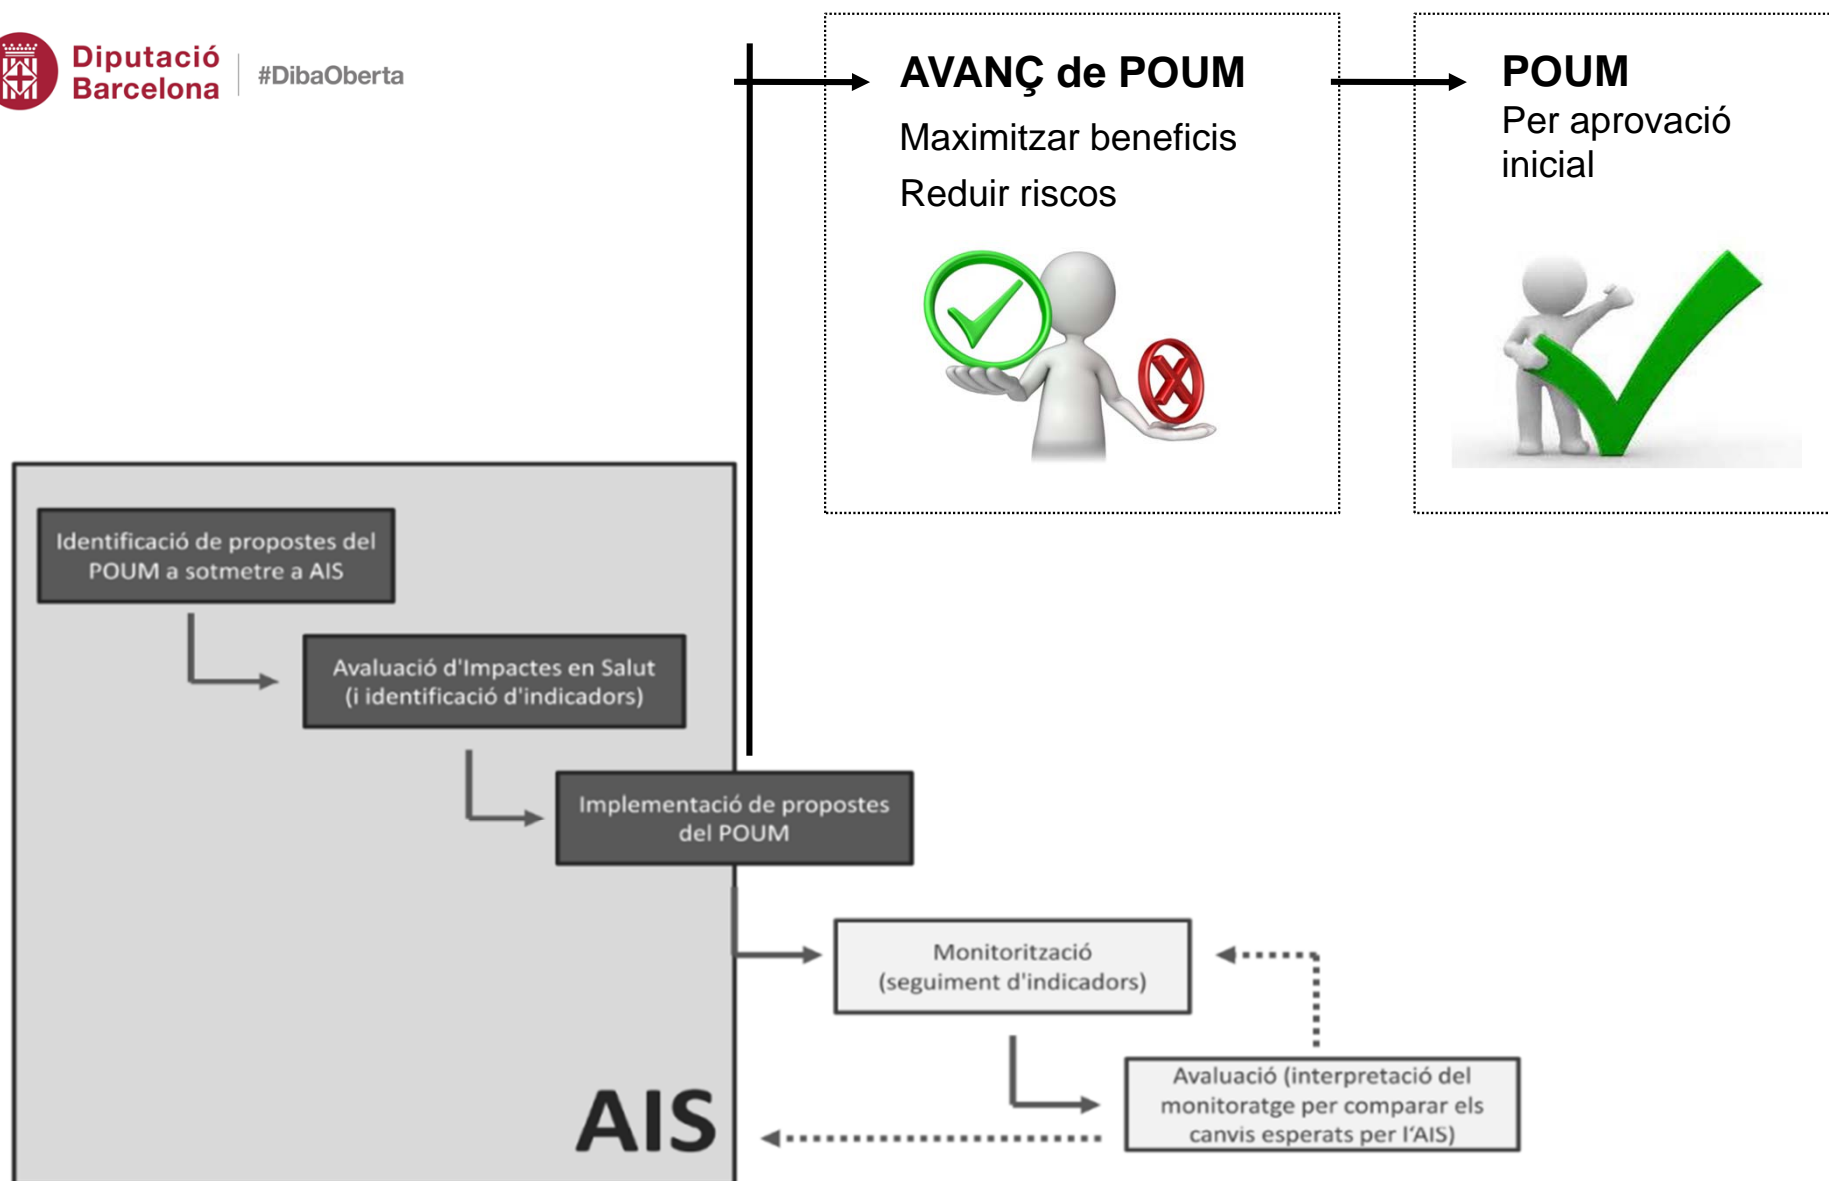 Diputació
Barcelona
#DibaOberta
AVANÇ de POUM
Maximitzar beneficis
Reduir riscos
POUM
Per aprovació
inicial
Identificació de propostes del
POUM a sotmetre a AIS
Avaluació d'Impactes en Salut
(i identificació d'indicadors)
Implementació de propostes
del POUM
Monitorització
(seguiment d'indicadors)
Avaluació (interpretació del
monitoratge per comparar els
canvis esperats per l'AIS)
AIS